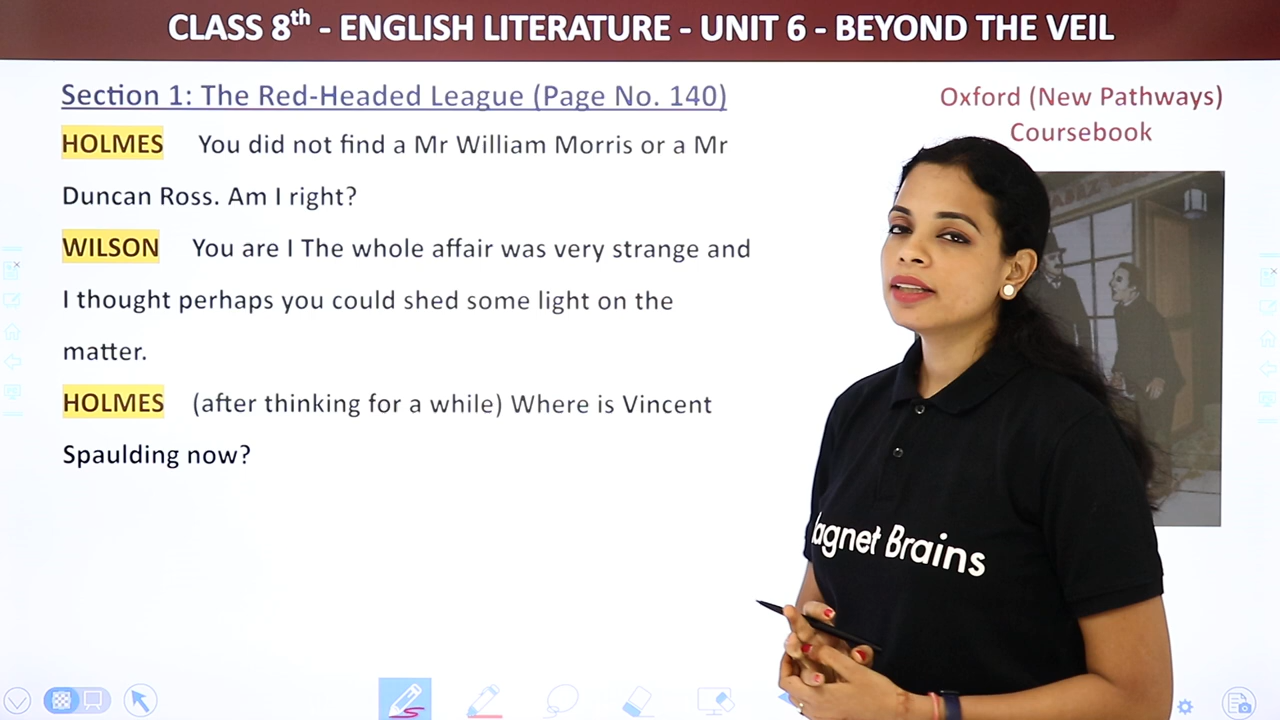 CLASS 8th - ENGLISH LITERATURE - UNIT 6 - BEYOND THE VEIL
Section 1: The Red-Headed League (Page No. 140)
Oxford (New Pathways)
Coursebook
HOLMES You did not find a Mr William Morris or a Mr
Duncan Ross. Am I right?
WILSON You are I The whole affair was very strange and
I thought perhaps you could shed some light on the
matter.
HOLMES (after thinking for a while) Where is Vincent
Spaulding now?
agnet Brains